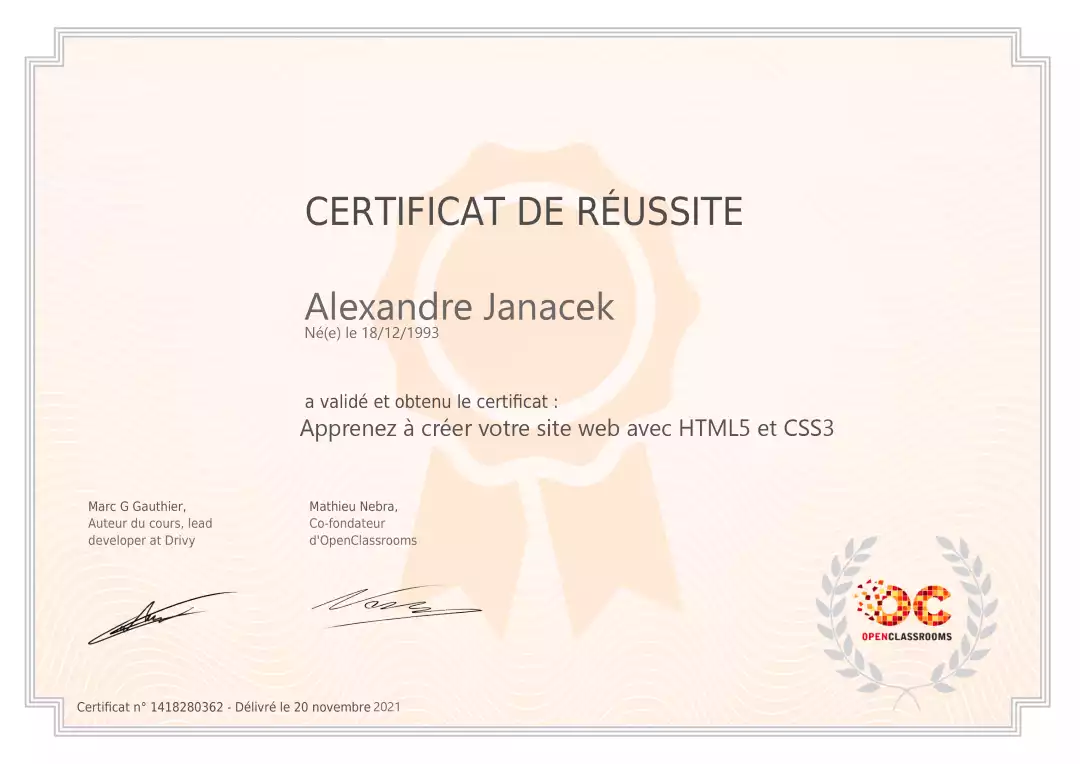 CERTIFICAT DE RÉUSSITE
Alexandre Janacek
Né(e) le 18/12/1993
a validé et obtenu le certificat :
Apprenez à créer votre site web avec HTML5 et CSS3
Marc G Gauthier,
Auteur du cours, lead
developer at Drivy
Mathieu Nebra,
Co-fondateur
d'OpenClassrooms
OC
OPENCLASSROOMS
Certificat n° 1418280362 - Délivré le 20 novembre 2021